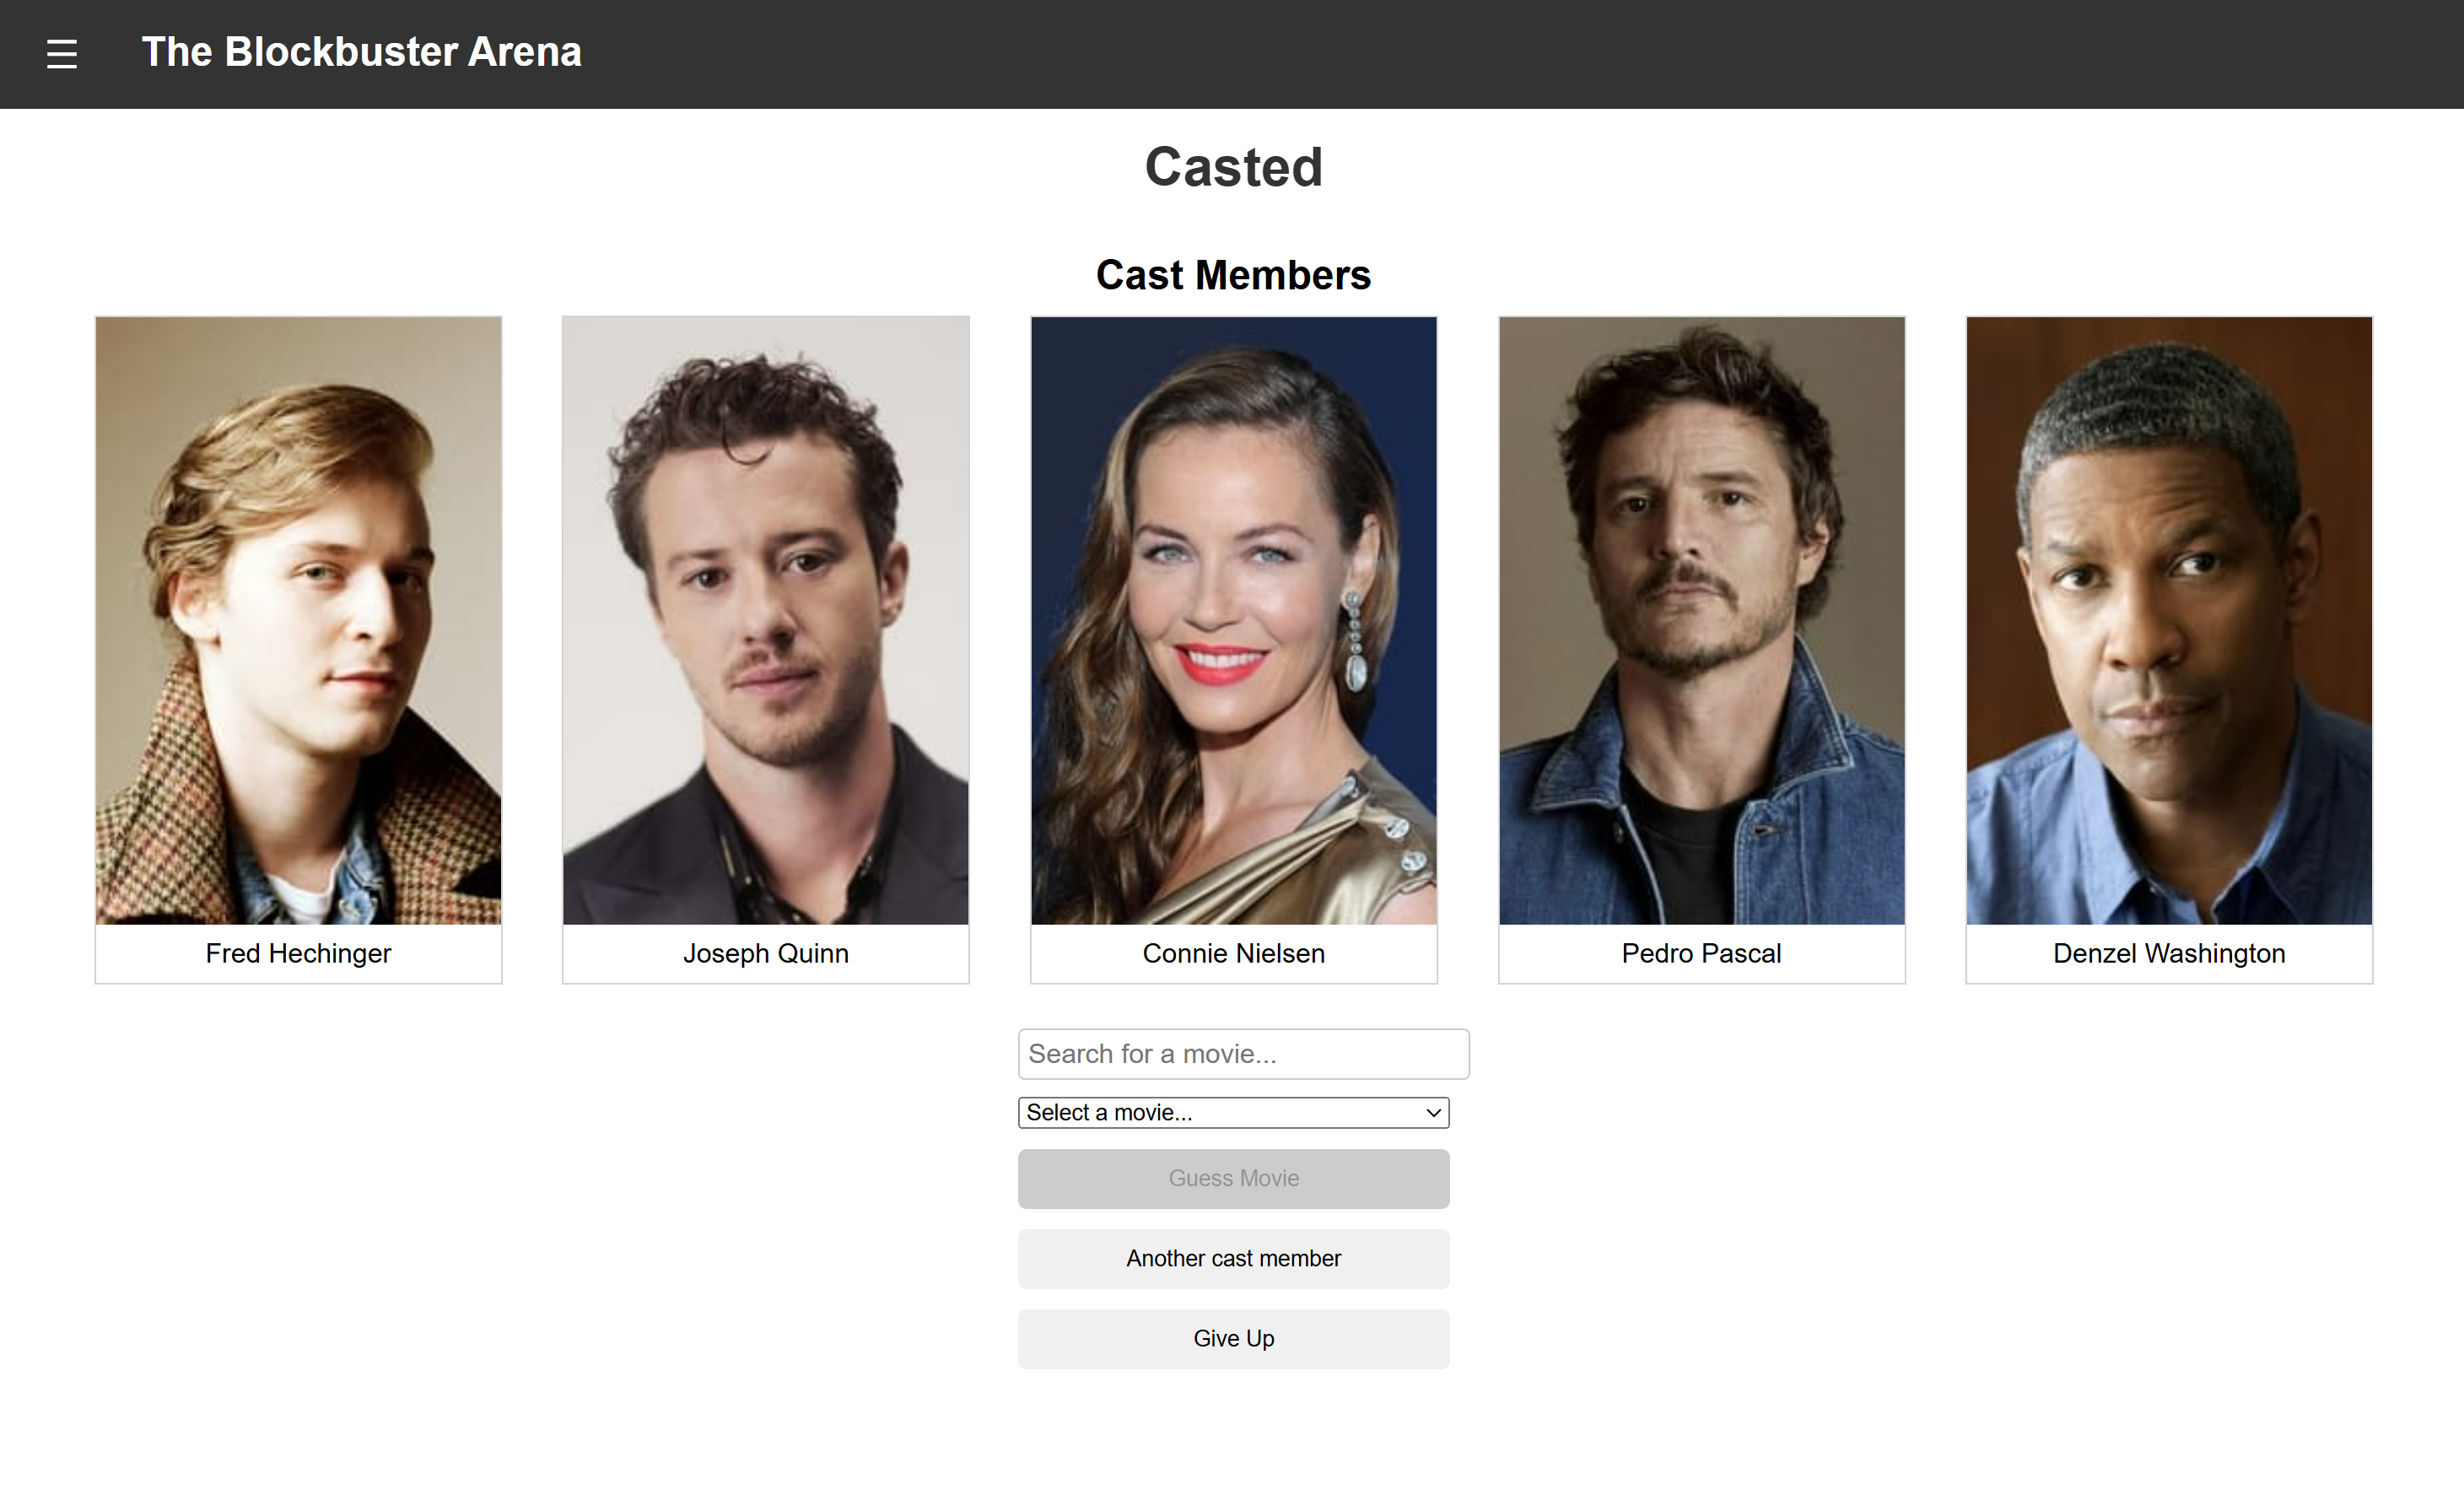 The Blockbuster Arena
Casted
Cast Members
Fred Hechinger
Joseph Quinn
Connie Nielsen
Pedro Pascal
Denzel Washington
Search for a movie...
Select a movie...
Guess Movie
Another cast member
Give Up